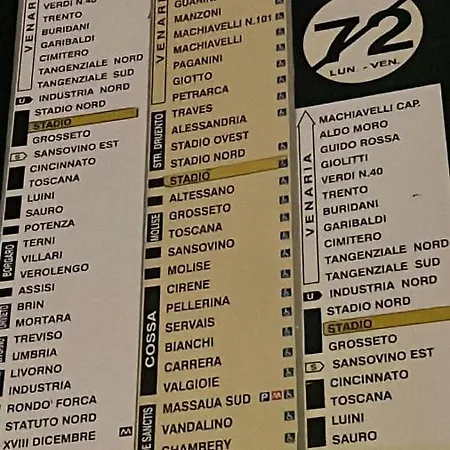 VERDI N.40
TRENTO
BURIDANI
GARIBALDI
CIMITERO
TANGENZIALE NORD
TANGENZIALE SUD
U INDUSTRIA NORD
STADIO NORD
STADIO
GROSSETO
S SANSOVINO EST
CINCINNATO
TOSCANA
LUINI
SAURO
POTENZA
TERNI
VILLARI
VEROLENGO
ASSISI
BRIN
MORTARA
TREVISO
UMBRIA
LIVORNO
INDUSTRIA
RONDO' FORCA
STATUTO NORD
XVIII DICEMBRE M
VENARIA
BORGARO
MANZONI
MACHIAVELLI N.101
MACHIAVELLI
PAGANINI
GIOTTO
PETRARCA
TRAVES
ALESSANDRIA
STADIO OVEST
STADIO NORD
STADIO
ALTESSANO
GROSSETO
TOSCANA
SANSOVINO
MOLISE
CIRENE
PELLERINA
SERVAIS
BIANCHI
CARRERA
VALGIOIE
MASSAUA SUD P M
VANDALINO
CHAMBERY
VENARIA
STR. DRUENTO
MOLISE
COSSA
DE SANCTIS
72
LUN. - VEN.
MACHIAVELLI CAP.
ALDO MORO
GUIDO ROSSA
GIOLITTI
VERDI N.40
TRENTO
BURIDANI
GARIBALDI
CIMITERO
TANGENZIALE NORD
TANGENZIALE SUD
U INDUSTRIA NORD
STADIO NORD
STADIO
GROSSETO
S SANSOVINO EST
CINCINNATO
TOSCANA
LUINI
SAURO
VENARIA